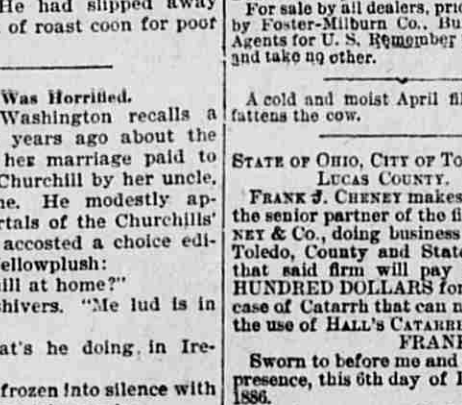 He had slipped away
of roast coon for poor
Was Horrified.
Washington recalls a
years ago about the
her marriage paid to
Churchill by her uncle,
ne. He modestly ap-
rtals of the Churchills'
accosted a choice edi-
ellowplush:
ill at home?"
shivers. "Me lud is in
at's he doing in Ire-
frozen into silence with
For sale by all dealers, pric
by Foster-Milburn Co., Bu
Agents for U. S. Remember
and take no other.
A cold and moist April fi
fattens the cow.
STATE OF OHIO, CITY OF TO
LUCAS COUNTY.
FRANK J. CHENEY makes
the senior partner of the fi
NEY & Co., doing business
Toledo, County and State
that said firm will pay
HUNDRED DOLLARS for
case of Catarrh that can n
the use of HALL'S CATARRH
FRANK
Sworn to before me and
presence, this 6th day of D
1886.